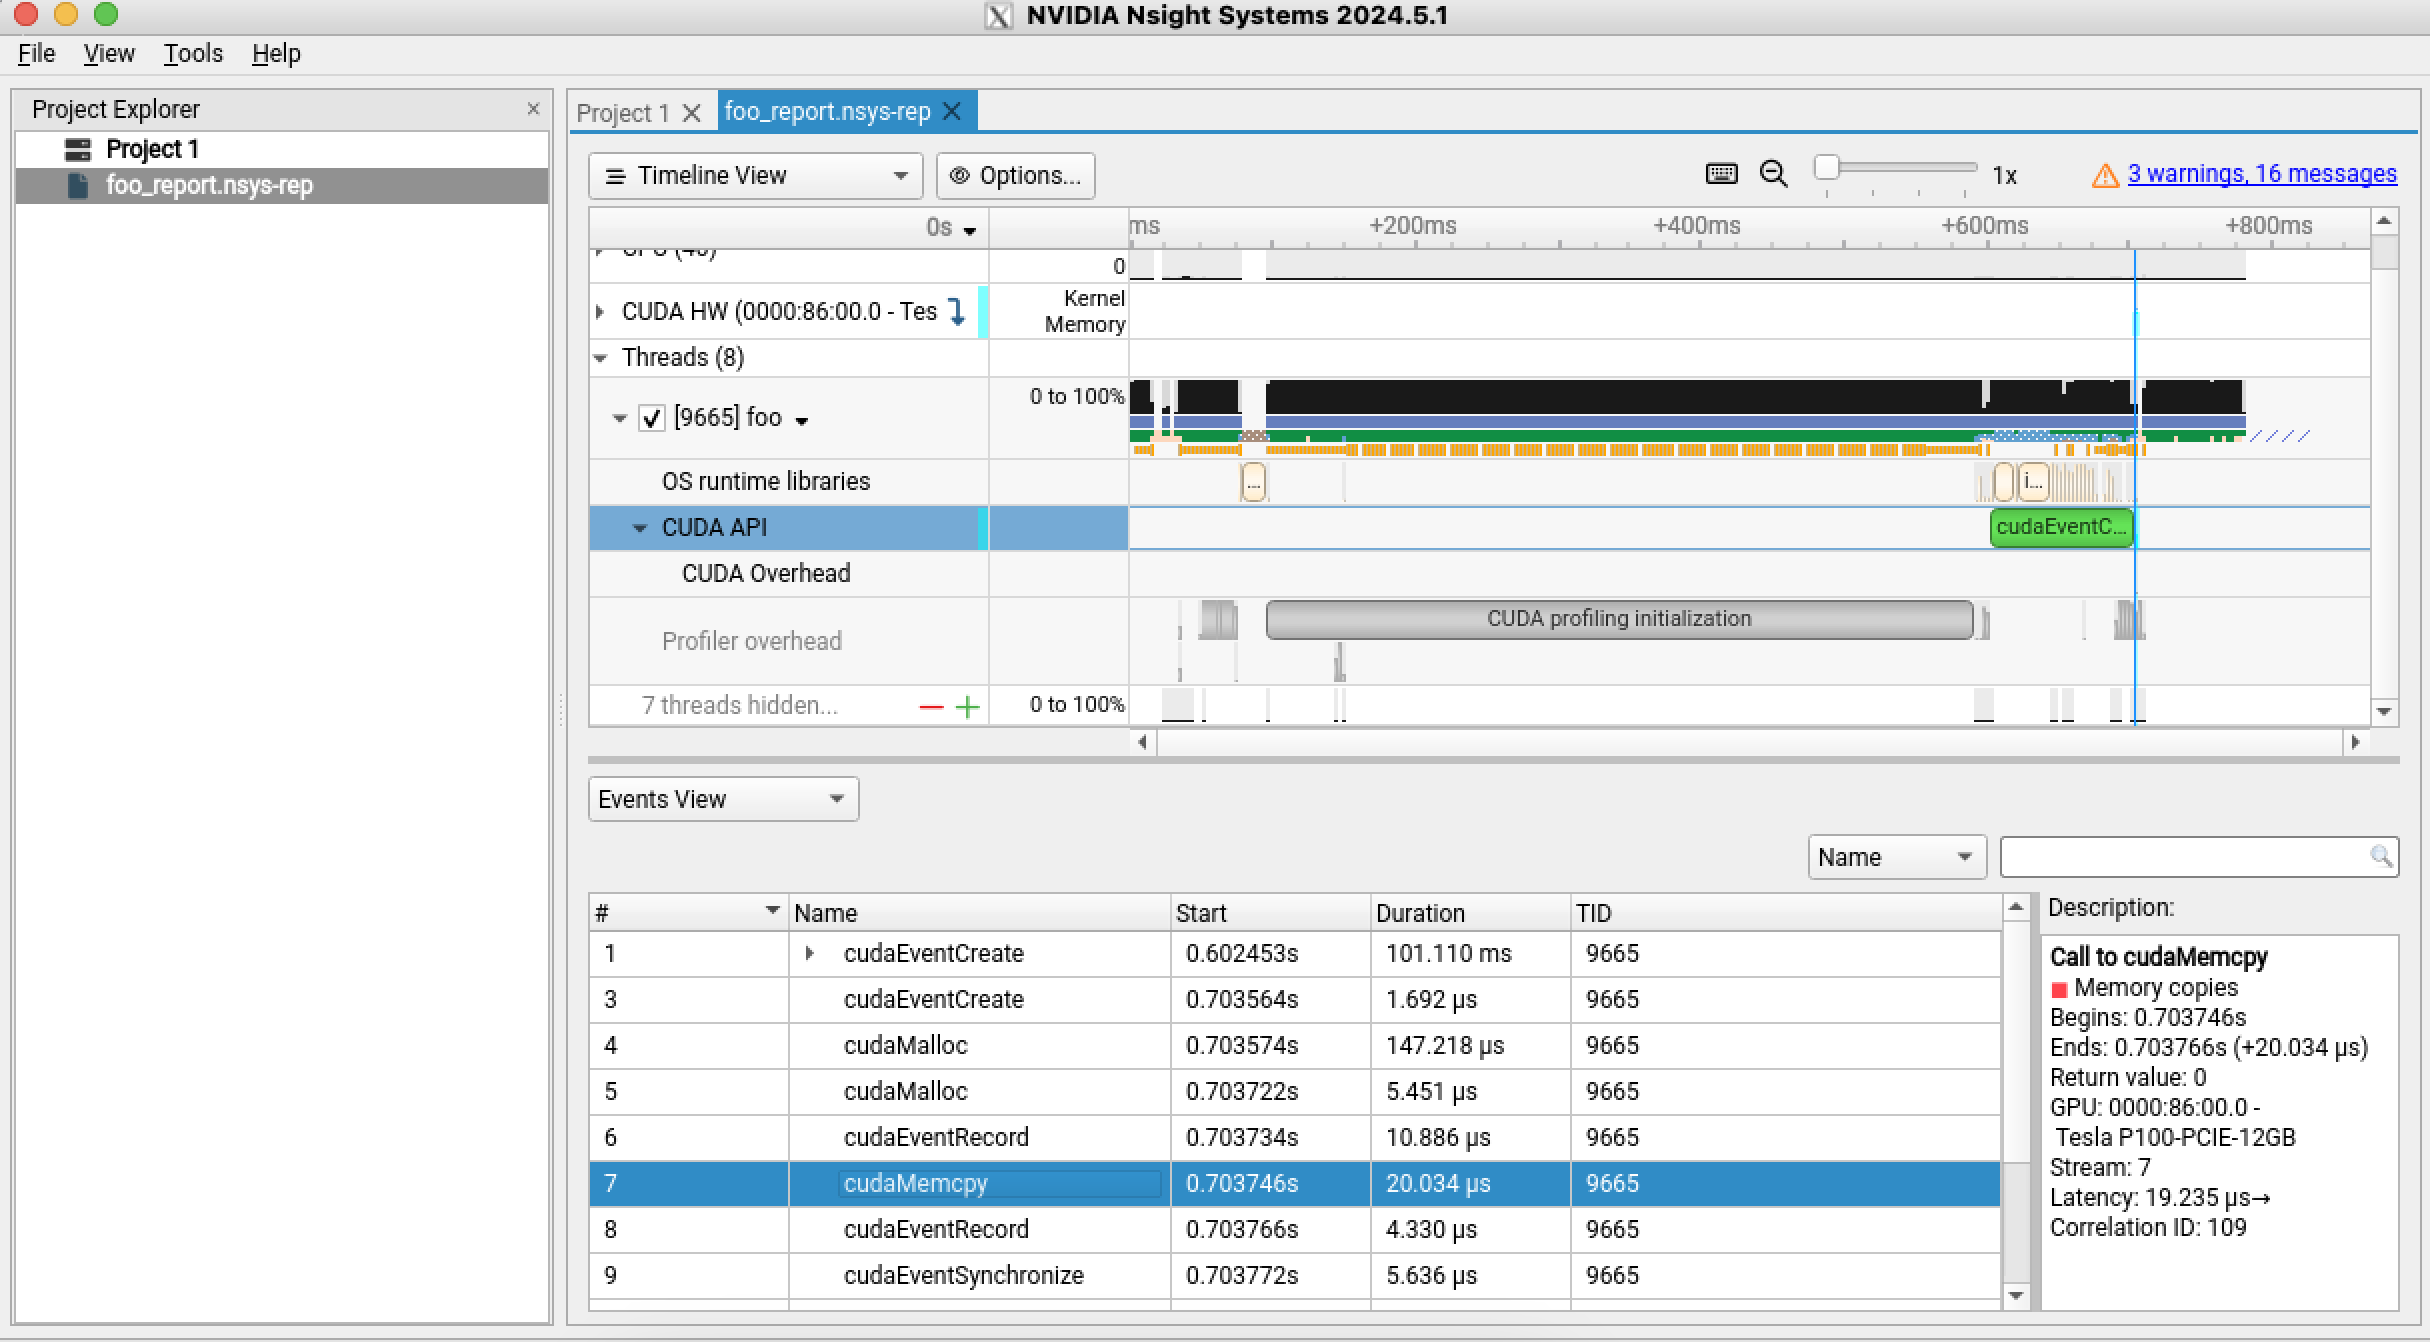 NVIDIA Nsight Systems 2024.5.1
File View Tools Help
Project Explorer
Project 1
foo_report.nsys-rep
Project 1
foo_report.nsys-rep
Timeline View
Options...
1x
3 warnings, 16 messages
0s
ms +200ms +400ms +600ms +800ms
0
CUDA HW (0000:86:00.0 - Tes
Kernel
Memory
Threads (8)
[9665] foo
0 to 100%
OS runtime libraries
... i...
CUDA API
cudaEventC...
CUDA Overhead
Profiler overhead
CUDA profiling initialization
7 threads hidden...
0 to 100%
Events View
Name
# Name Start Duration TID
1 cudaEventCreate 0.602453s 101.110 ms 9665
3 cudaEventCreate 0.703564s 1.692 μs 9665
4 cudaMalloc 0.703574s 147.218 μs 9665
5 cudaMalloc 0.703722s 5.451 μs 9665
6 cudaEventRecord 0.703734s 10.886 μs 9665
7 cudaMemcpy 0.703746s 20.034 μs 9665
8 cudaEventRecord 0.703766s 4.330 μs 9665
9 cudaEventSynchronize 0.703772s 5.636 μs 9665
Description:
Call to cudaMemcpy
Memory copies
Begins: 0.703746s
Ends: 0.703766s (+20.034 μs)
Return value: 0
GPU: 0000:86:00.0 -
Tesla P100-PCIE-12GB
Stream: 7
Latency: 19.235 μs→
Correlation ID: 109